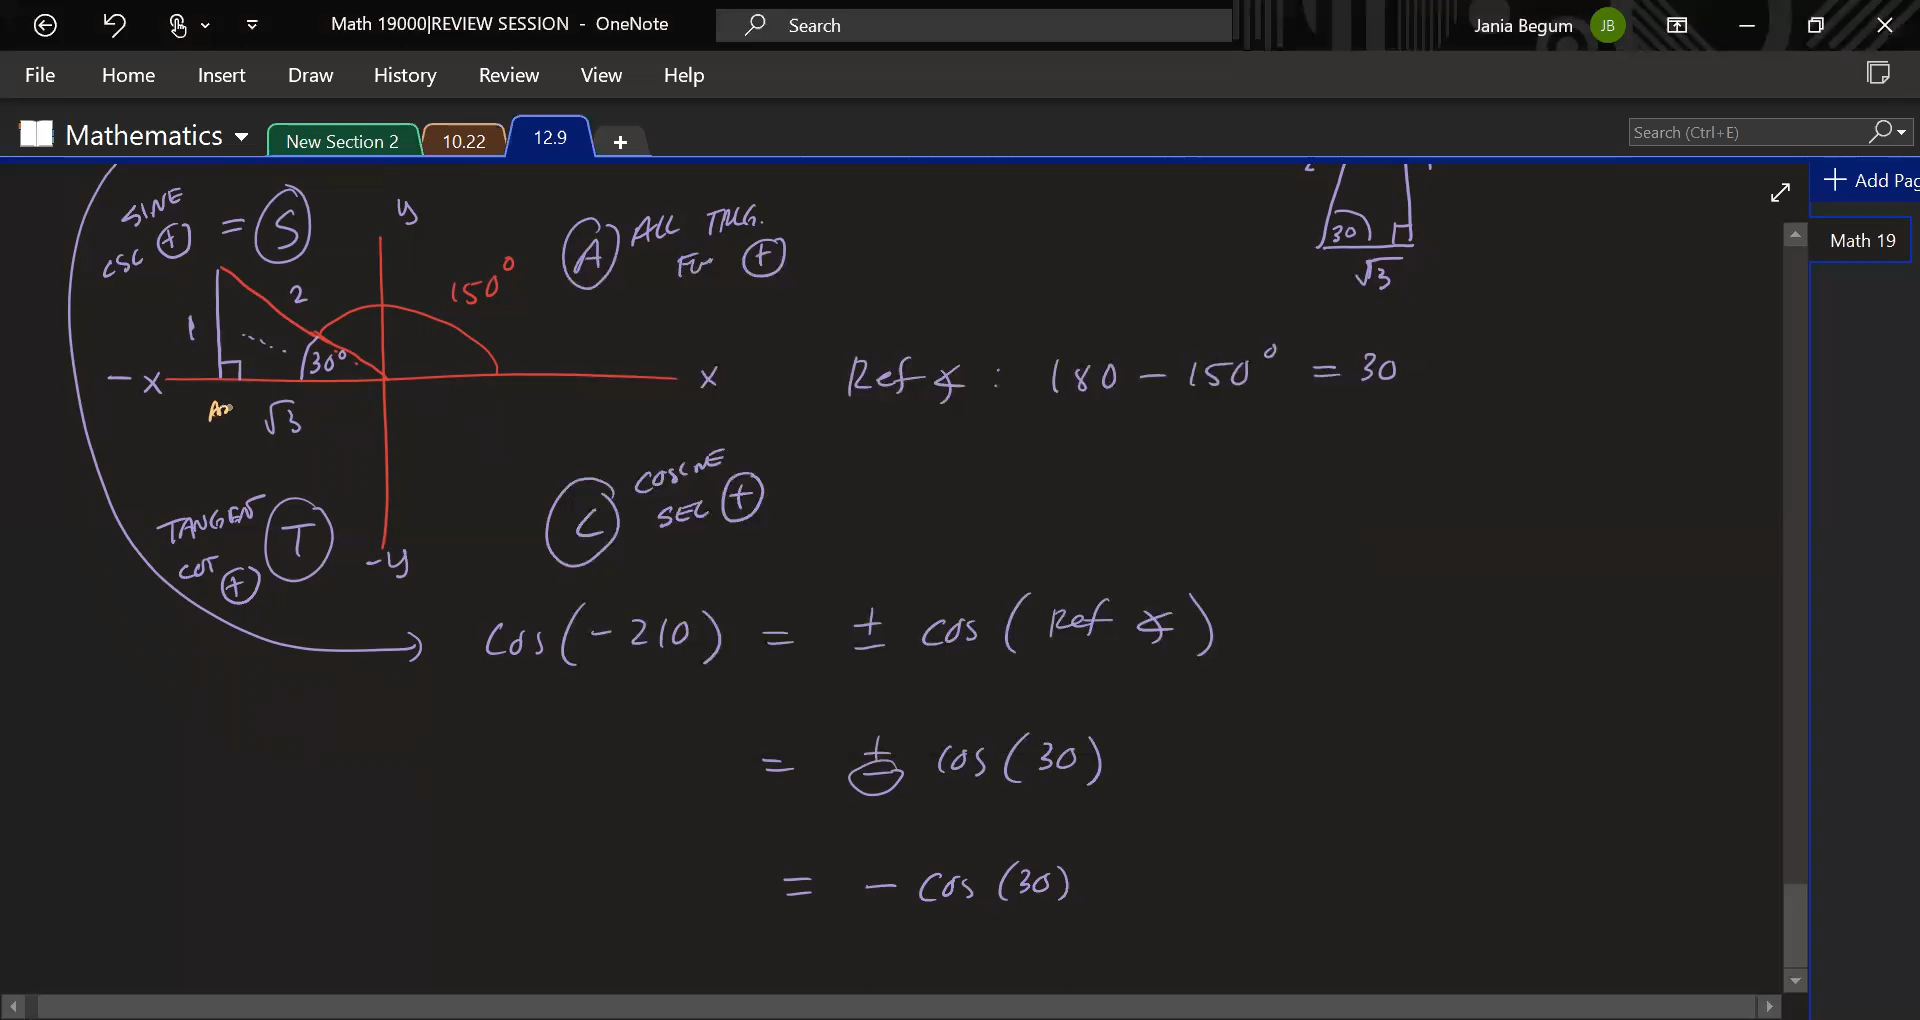 Math 19000|REVIEW SESSION - OneNote
Search
Jania Begum
JB
File Home Insert Draw History Review View Help
Mathematics
New Section 2
10.22
12.9
+
Search (Ctrl+E)
Add Pag
Math 19
SINE
CSC + = S
y
A ALL TRIG.
+
30
√3
150°
2
1
30°
- x
x
√3
Ref ∡ : 180 - 150° = 30
COSINE
SEC +
C
TANGENT
COT +
T
-y
Cos(-210) = ± cos(Ref ∡)
= ± cos(30)
= - cos(30)